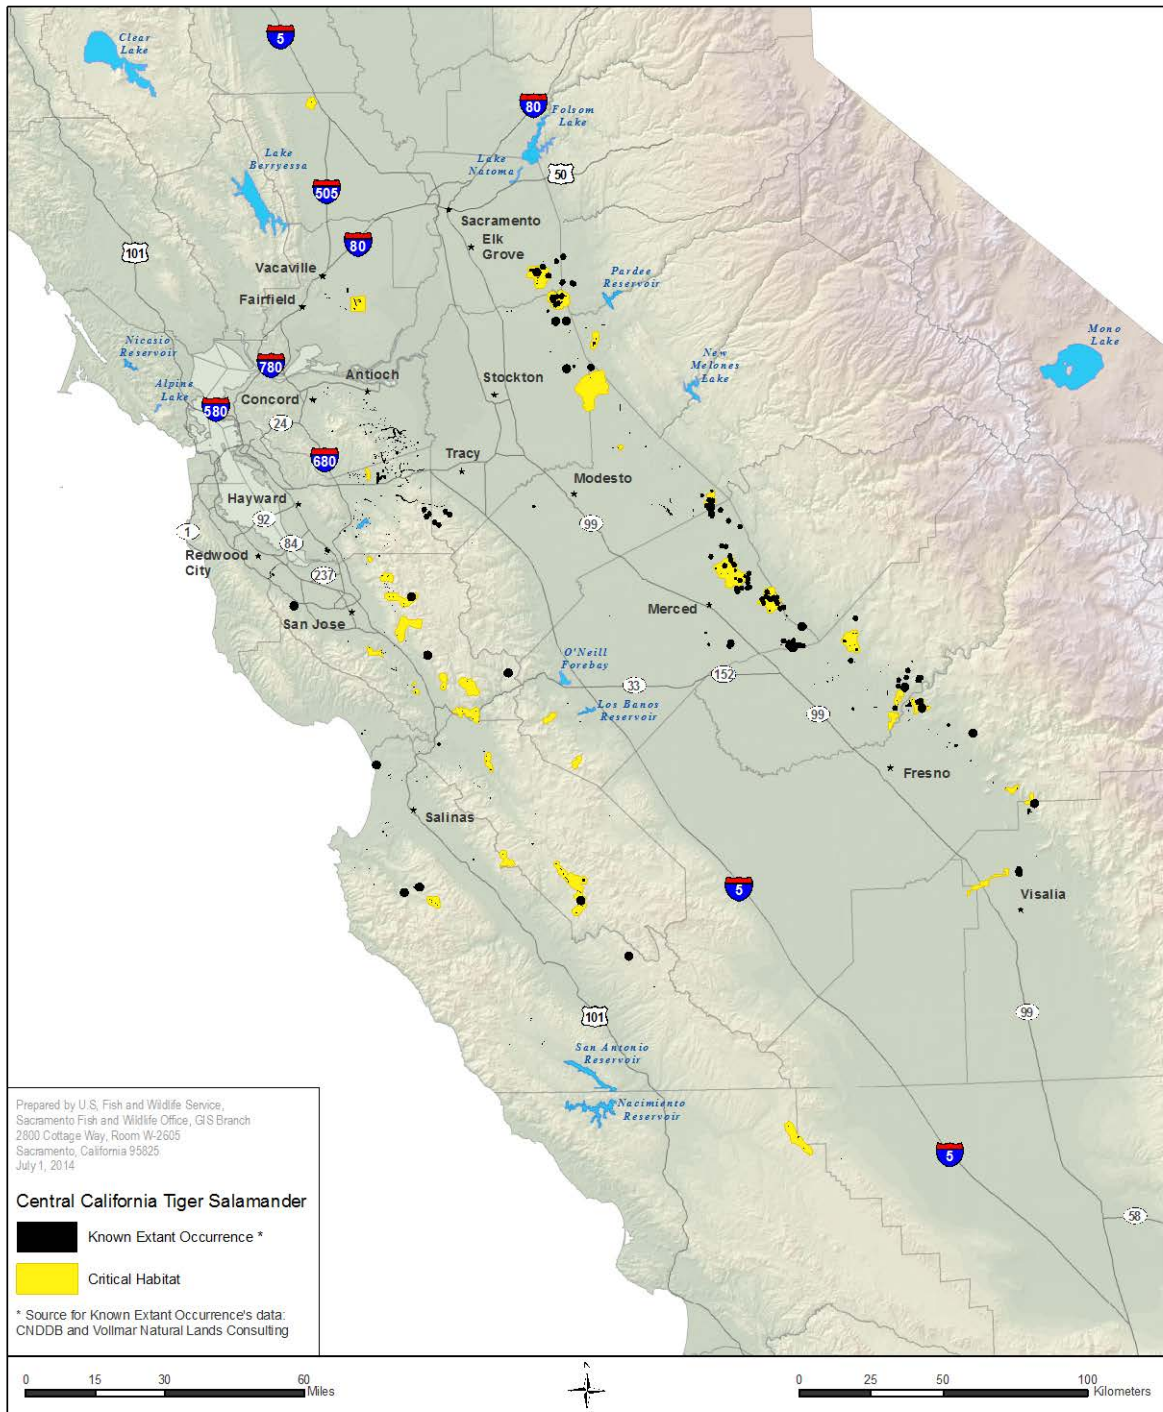 Clear
Lake
5
80
Folsom
Lake
Lake
Berryessa
Lake
Natoma
50
505
Sacramento
Elk
Grove
101
80
Vacaville
Fairfield
Pardee
Reservoir
Nicasio
Reservoir
780
Antioch
Stockton
New
Melones
Lake
Mono
Lake
Alpine
Lake
580
Concord
24
680
Tracy
Modesto
Hayward
92
99
1
84
Redwood
City
237
Merced
San Jose
O'Neill
Forebay
152
33
Los Banos
Reservoir
99
Fresno
Salinas
5
Visalia
101
99
San Antonio
Reservoir
Nacimiento
Reservoir
5
58
Prepared by U.S. Fish and Wildlife Service,
Sacramento Fish and Wildlife Office, GIS Branch
2800 Cottage Way, Room W-2605
Sacramento, California 95825
July 1, 2014
Central California Tiger Salamander
Known Extant Occurrence *
Critical Habitat
* Source for Known Extant Occurrence's data:
CNDDB and Vollmar Natural Lands Consulting
0 15 30 60
Miles
0 25 50 100
Kilometers